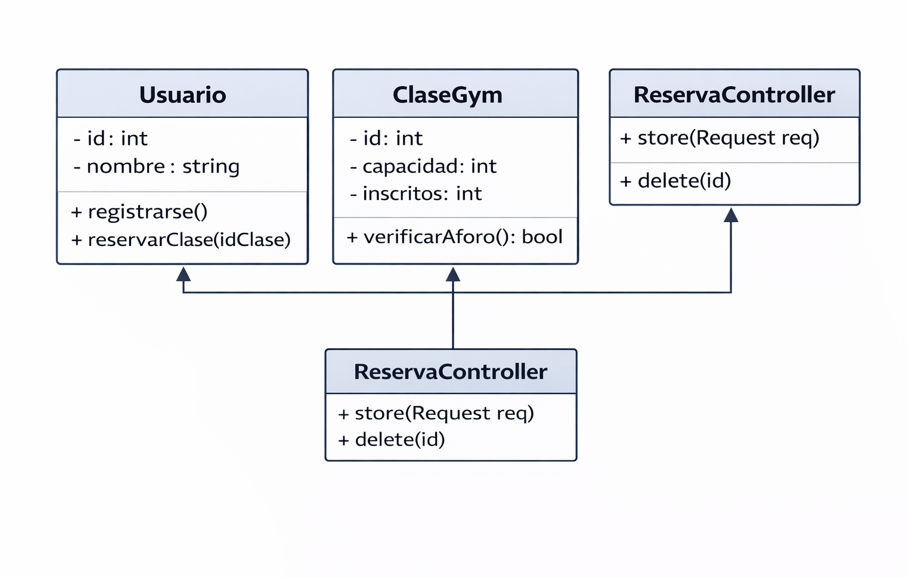 Usuario
- id: int
- nombre: string
+ registrarse()
+ reservarClase(idClase)
ClaseGym
- id: int
- capacidad: int
- inscritos: int
+ verificarAforo(): bool
ReservaController
+ store(Request req)
+ delete(id)
ReservaController
+ store(Request req)
+ delete(id)